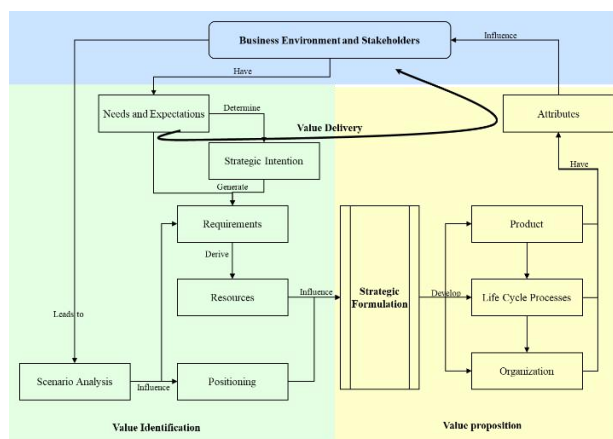 Business Environment and Stakeholders
Influence
Have
Needs and Expectations
Determine
Value Delivery
Attributes
Strategic Intention
Generate
Have
Requirements
Product
Derive
Resources
Influence
Strategic
Formulation
Develop
Life Cycle Processes
Leads to
Scenario Analysis
Influence
Positioning
Organization
Value Identification
Value proposition